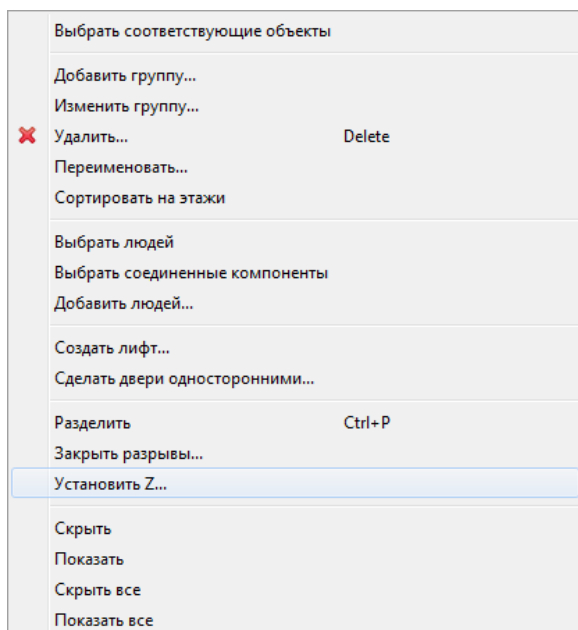 Выбрать соответствующие объекты
Добавить группу...
Изменить группу...
Удалить... Delete
Переименовать...
Сортировать на этажи
Выбрать людей
Выбрать соединенные компоненты
Добавить людей...
Создать лифт...
Сделать двери односторонними...
Разделить Ctrl+P
Закрыть разрывы...
Установить Z...
Скрыть
Показать
Скрыть все
Показать все